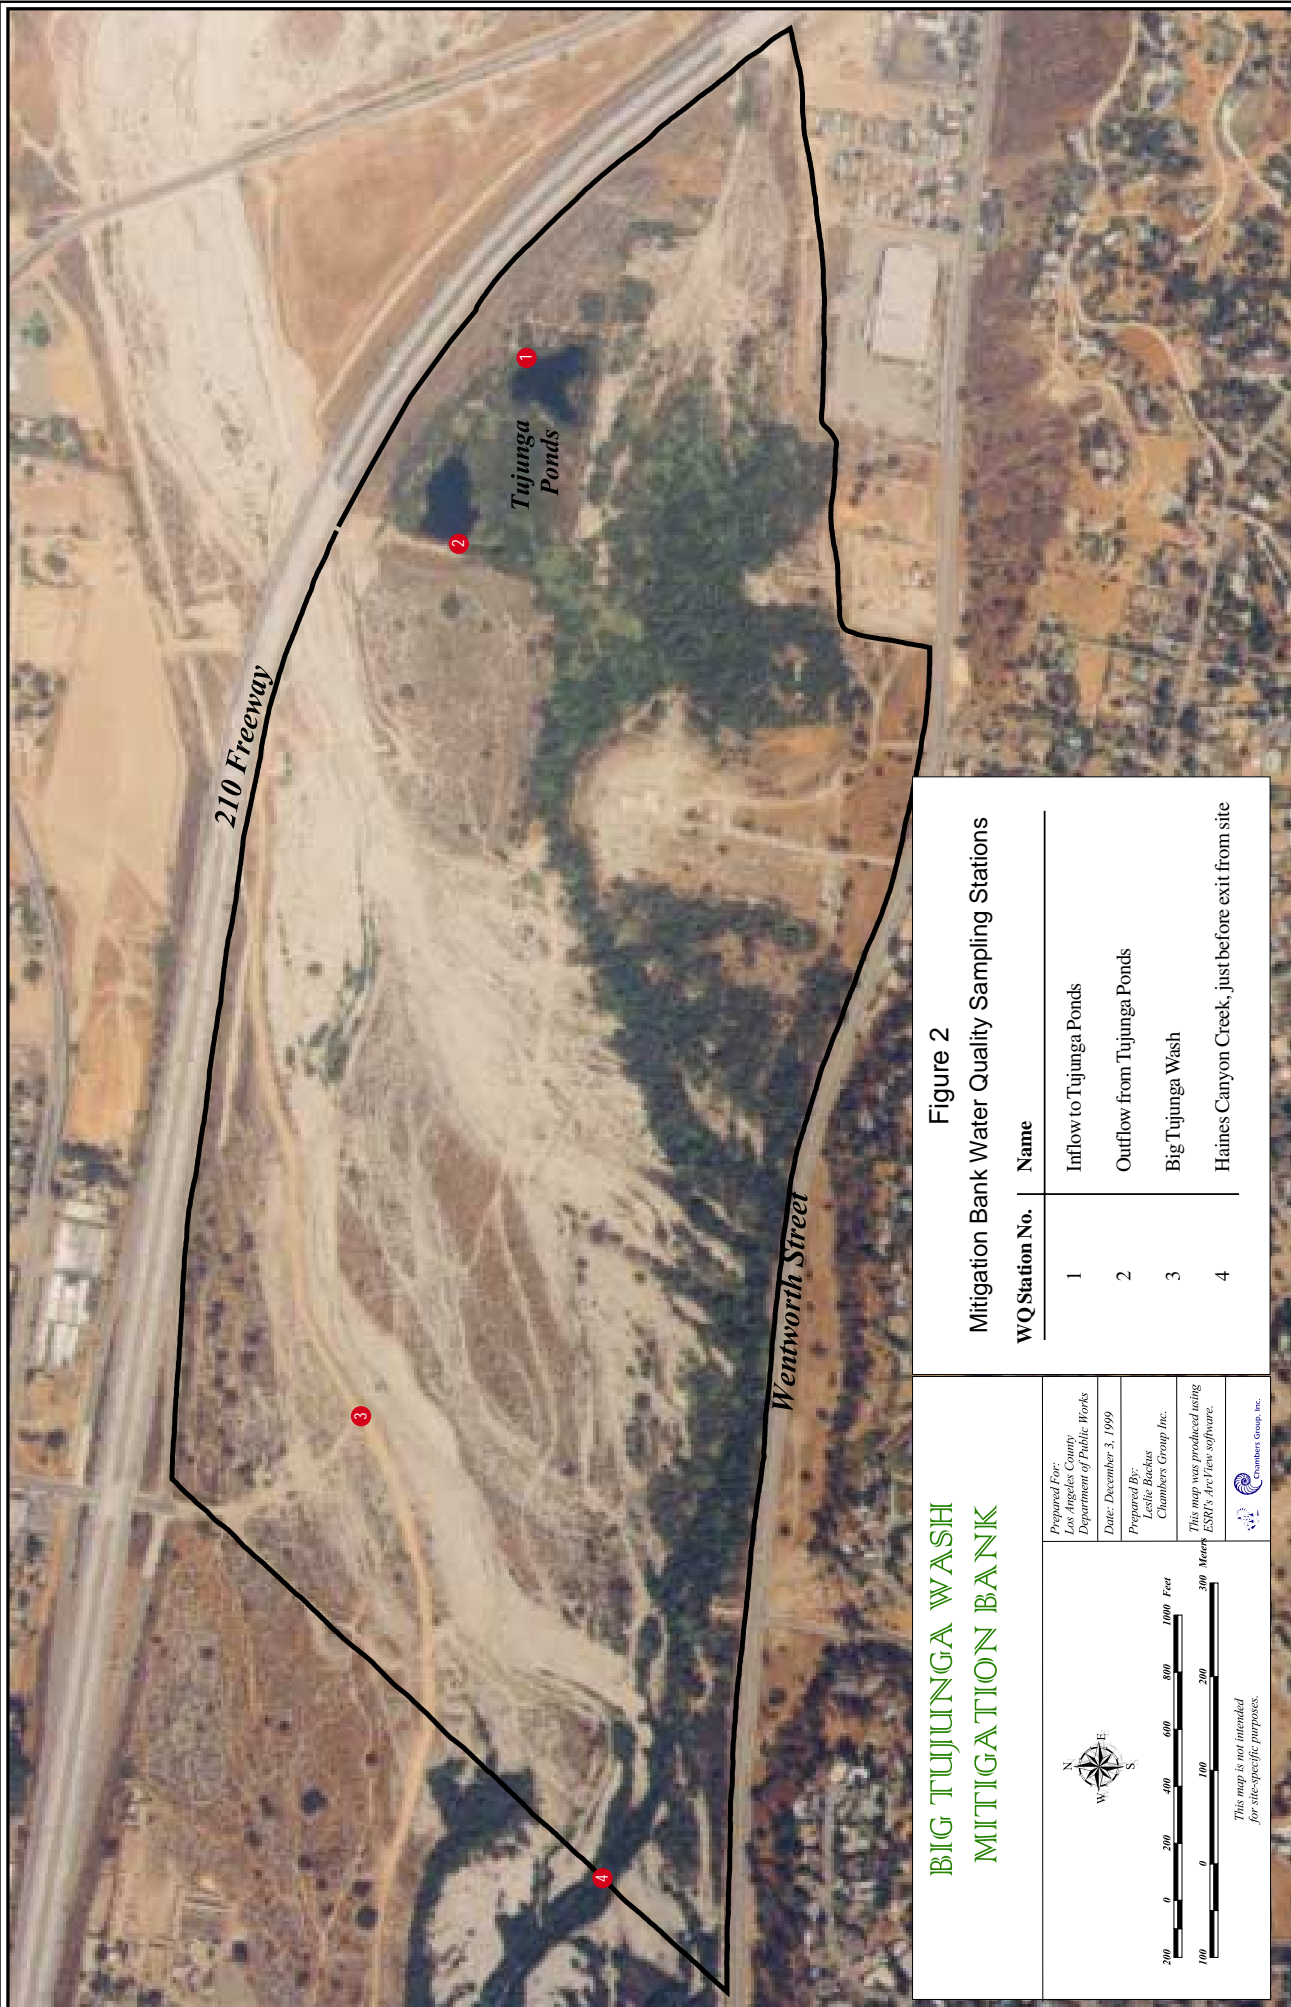 210 Freeway
1
Tujunga
Ponds
2
3
4
Wentworth Street
BIG TUJUNGA WASH
MITIGATION BANK
N
W
E
S
200 0 200 400 600 800 1000 Feet
100 0 100 200 300 Meters
This map is not intended
for site-specific purposes.
Prepared For:
Los Angeles County
Department of Public Works
Date: December 3, 1999
Prepared By:
Leslie Backus
Chambers Group Inc.
This map was produced using
ESRI's ArcView software.
Chambers Group, Inc.
Figure 2
Mitigation Bank Water Quality Sampling Stations
WQ Station No. Name
1 Inflow to Tujunga Ponds
2 Outflow from Tujunga Ponds
3 Big Tujunga Wash
4 Haines Canyon Creek, just before exit from site